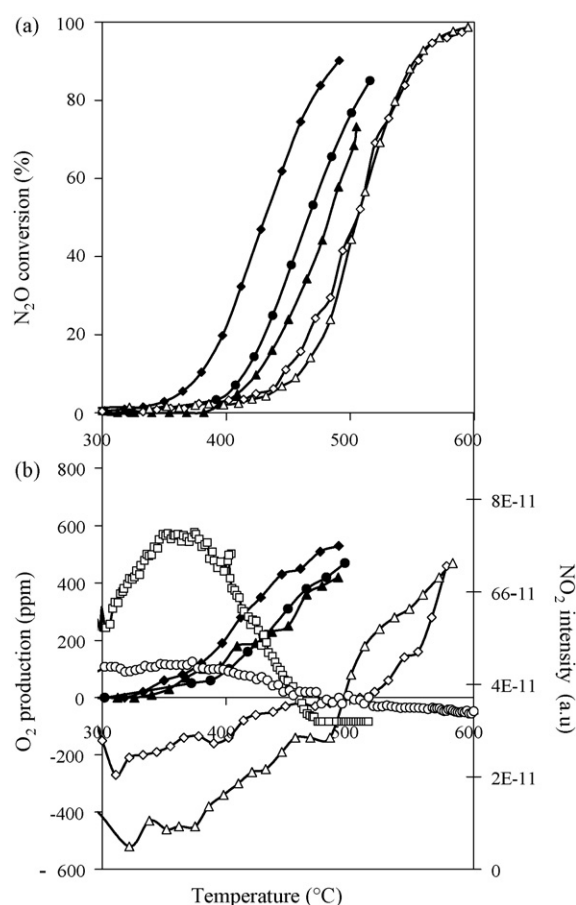 (a)
100
80
60
40
20
0
N₂O conversion (%)
300
400
500
600
(b)
800
600
400
200
0
-200
-400
- 600
O₂ production (ppm)
8E-11
66-11
4E-11
2E-11
0
NO₂ intensity (a.u)
300
400
500
600
Temperature (°C)